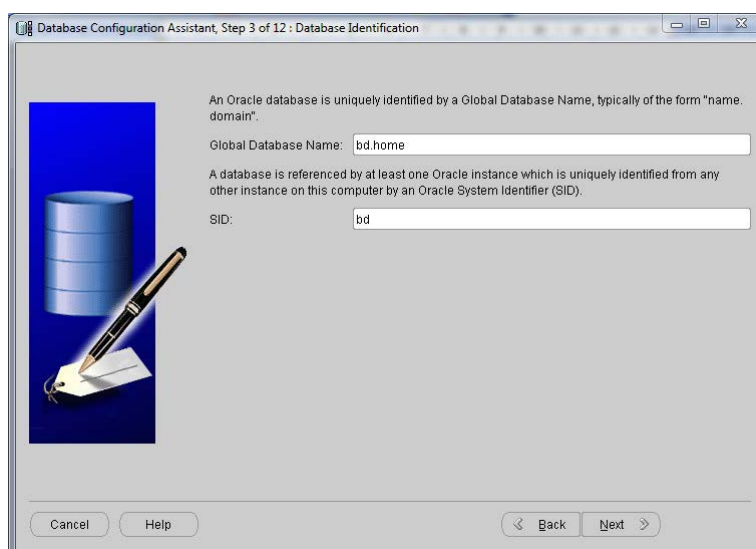 Database Configuration Assistant, Step 3 of 12 : Database Identification
An Oracle database is uniquely identified by a Global Database Name, typically of the form "name.
domain".
Global Database Name: bd.home
A database is referenced by at least one Oracle instance which is uniquely identified from any
other instance on this computer by an Oracle System Identifier (SID).
SID: bd
Cancel Help Back Next